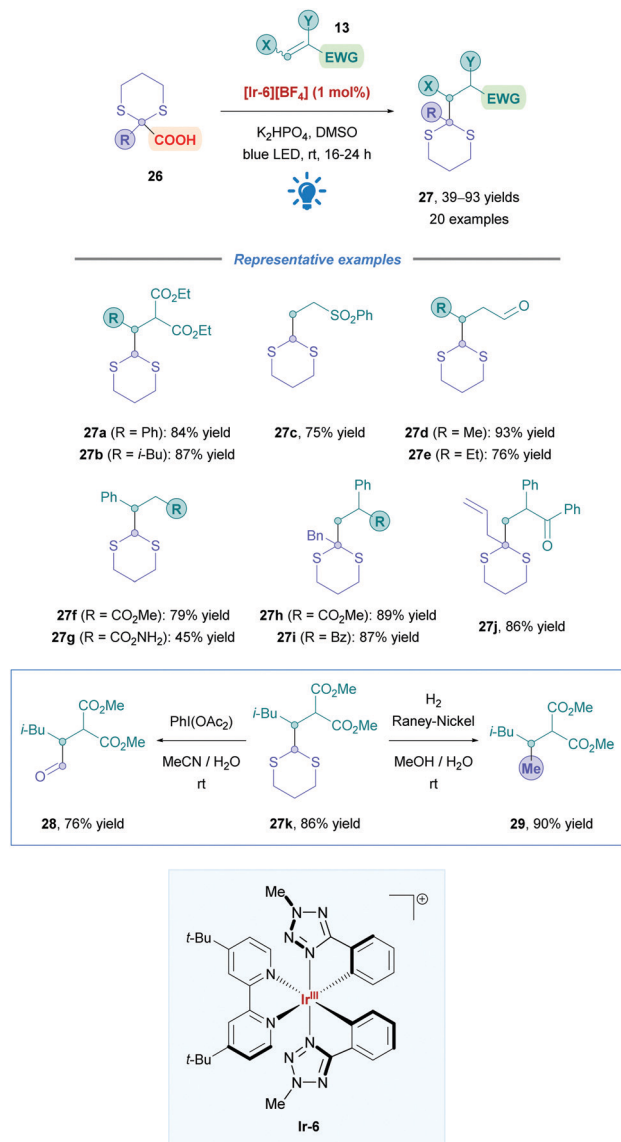 Y
13
X
EWG
S S
R COOH
26
[Ir-6][BF₄] (1 mol%)
K₂HPO₄, DMSO
blue LED, rt, 16-24 h
Y
X
EWG
R
S S
27, 39–93 yields
20 examples
Representative examples
CO₂Et
R
CO₂Et
S S
27a (R = Ph): 84% yield
27b (R = i-Bu): 87% yield
SO₂Ph
S S
27c, 75% yield
R
O
S S
27d (R = Me): 93% yield
27e (R = Et): 76% yield
Ph
R
S S
27f (R = CO₂Me): 79% yield
27g (R = CO₂NH₂): 45% yield
Ph
Bn
R
S S
27h (R = CO₂Me): 89% yield
27i (R = Bz): 87% yield
Ph
Ph
O
S S
27j, 86% yield
CO₂Me
i-Bu
CO₂Me
O
28, 76% yield
PhI(OAc₂)
MeCN / H₂O
rt
CO₂Me
i-Bu
CO₂Me
S S
27k, 86% yield
H₂
Raney-Nickel
MeOH / H₂O
rt
CO₂Me
i-Bu
CO₂Me
Me
29, 90% yield
Me
N N
N
N
t-Bu
N
Ir^III
N
t-Bu
N
N
N N
Me
⊕
Ir-6